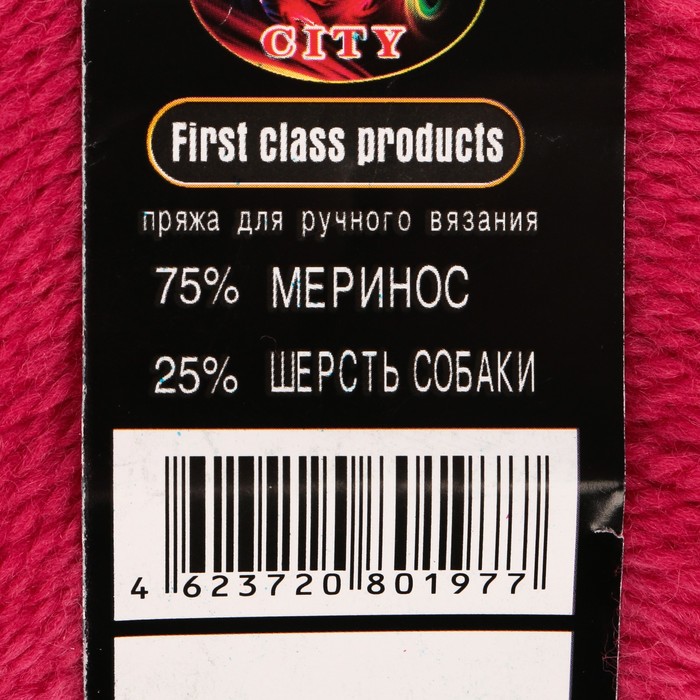 CITY
First class products
пряжа для ручного вязания
75% МЕРИНОС
25% ШЕРСТЬ СОБАКИ
4 623720 801977